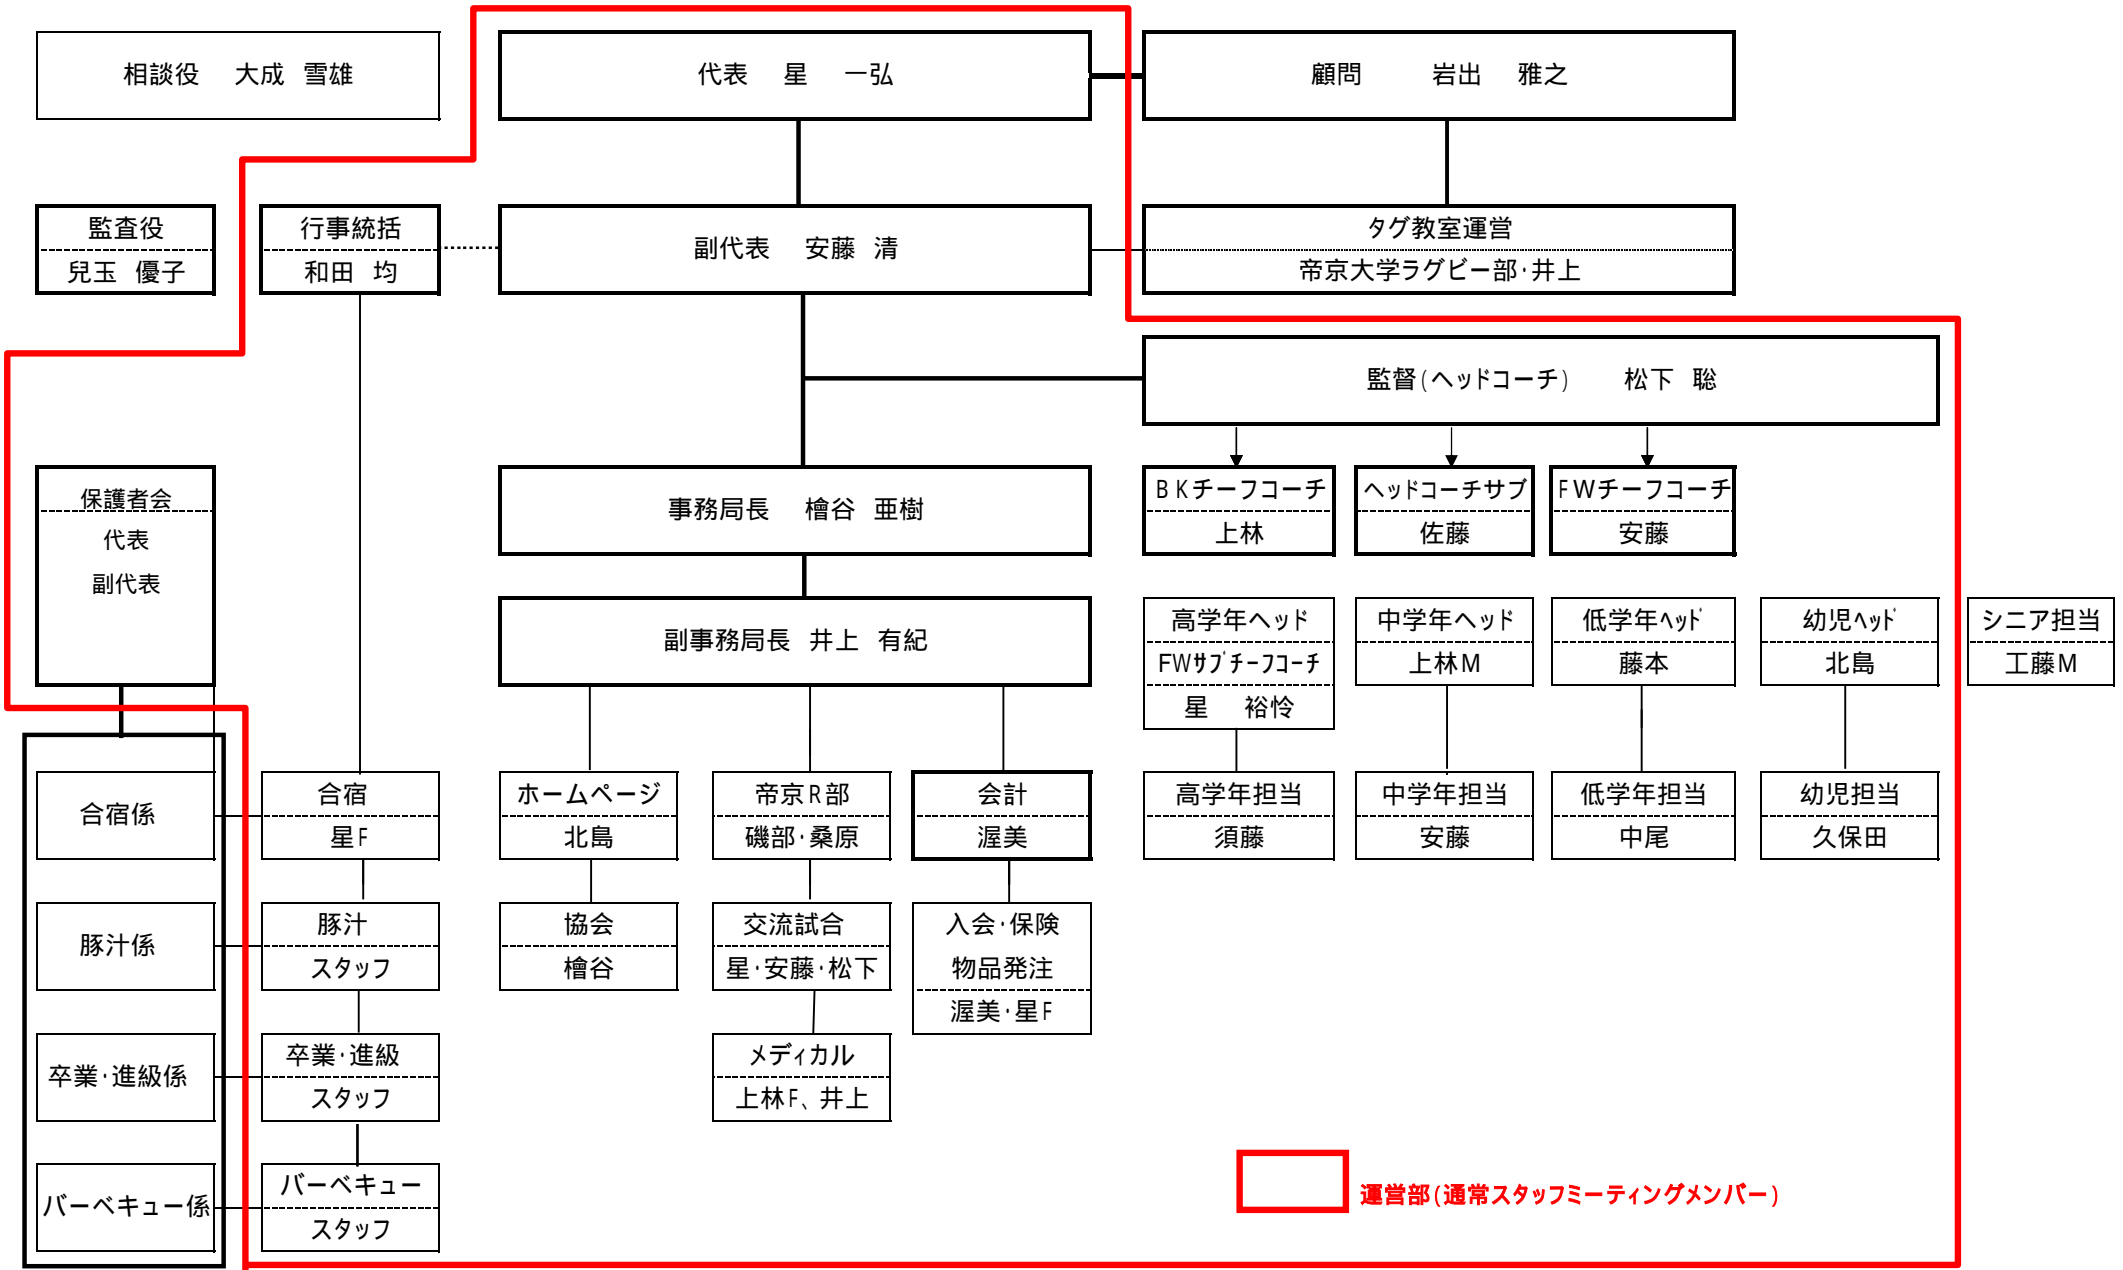 相談役 大成 雪雄
代表 星 一弘
顧問 岩出 雅之
監査役
兒玉 優子
行事統括
和田 均
副代表 安藤 清
タグ教室運営
帝京大学ラグビー部・井上
監督(ヘッドコーチ) 松下 聡
保護者会
代表
副代表
事務局長 檜谷 亜樹
BKチーフコーチ
上林
ヘッドコーチサブ
佐藤
FWチーフコーチ
安藤
副事務局長 井上 有紀
高学年ヘッド
FWサブチーフコーチ
星 裕怜
中学年ヘッド
上林M
低学年ヘッド
藤本
幼児ヘッド
北島
シニア担当
工藤M
合宿係
合宿
星F
ホームページ
北島
帝京R部
磯部・桑原
会計
渥美
高学年担当
須藤
中学年担当
安藤
低学年担当
中尾
幼児担当
久保田
豚汁係
豚汁
スタッフ
協会
檜谷
交流試合
星・安藤・松下
入会・保険
物品発注
渥美・星F
卒業・進級係
卒業・進級
スタッフ
メディカル
上林F、井上
バーベキュー係
バーベキュー
スタッフ
運営部(通常スタッフミーティングメンバー)